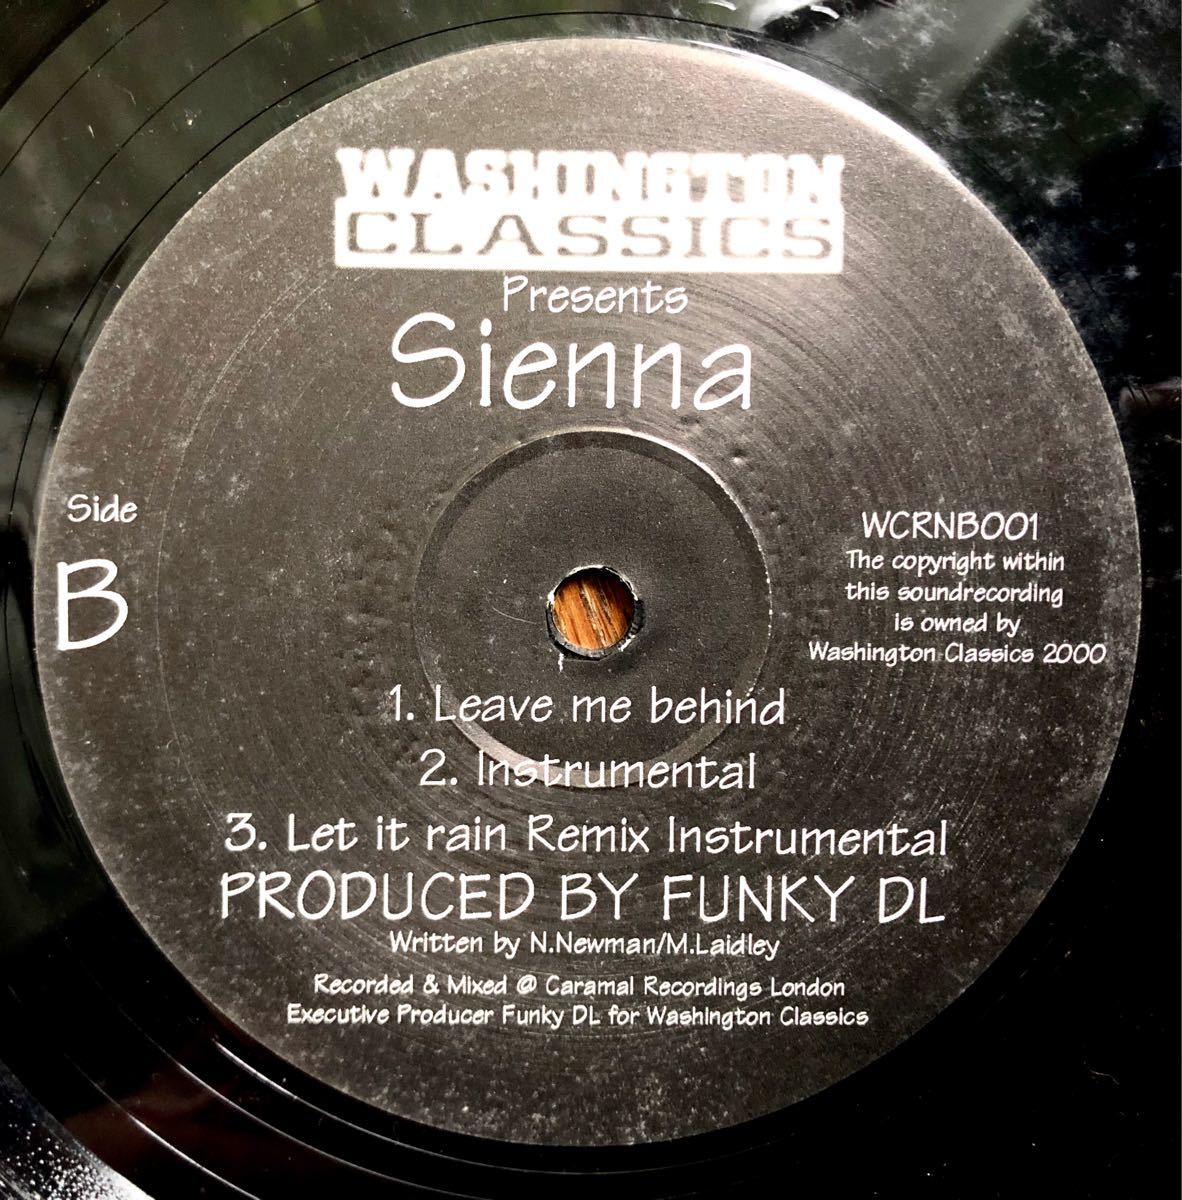 WASHINGTON
CLASSICS
Presents
Sienna
Side
B
WCRNB001
The copyright within
this soundrecording
is owned by
Washington Classics 2000
1. Leave me behind
2. Instrumental
3. Let it rain Remix Instrumental
PRODUCED BY FUNKY DL
Written by N.Newman/M.Laidley
Recorded & Mixed @ Caramal Recordings London
Executive Producer Funky DL for Washington Classics